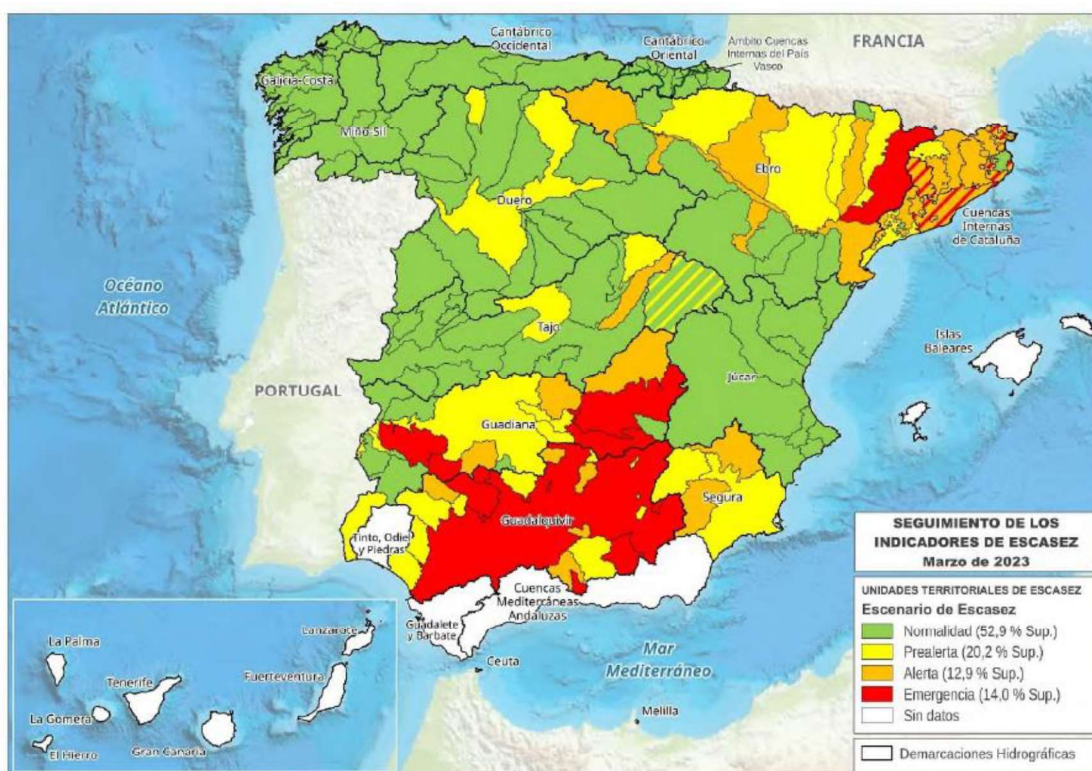 Cantábrico
Occidental
Cantábrico
Oriental
Ámbito Cuencas
Internas del País
Vasco
FRANCIA
Galicia-Costa
Miño-Sil
Ebro
Duero
Cuencas
Internas
de Cataluña
Océano
Atlántico
Tajo
Islas
Baleares
PORTUGAL
Júcar
Guadiana
Segura
Guadalquivir
Tinto, Odiel
y Piedras
Cuencas
Mediterráneas
Andaluzas
Guadalete
y Barbate
Ceuta
Mar
Mediterráneo
Melilla
La Palma
Lanzarote
Tenerife
Fuerteventura
La Gomera
El Hierro
Gran Canaria
SEGUIMIENTO DE LOS
INDICADORES DE ESCASEZ
Marzo de 2023
UNIDADES TERRITORIALES DE ESCASEZ
Escenario de Escasez
Normalidad (52,9 % Sup.)
Prealerta (20,2 % Sup.)
Alerta (12,9 % Sup.)
Emergencia (14,0 % Sup.)
Sin datos
Demarcaciones Hidrográficas